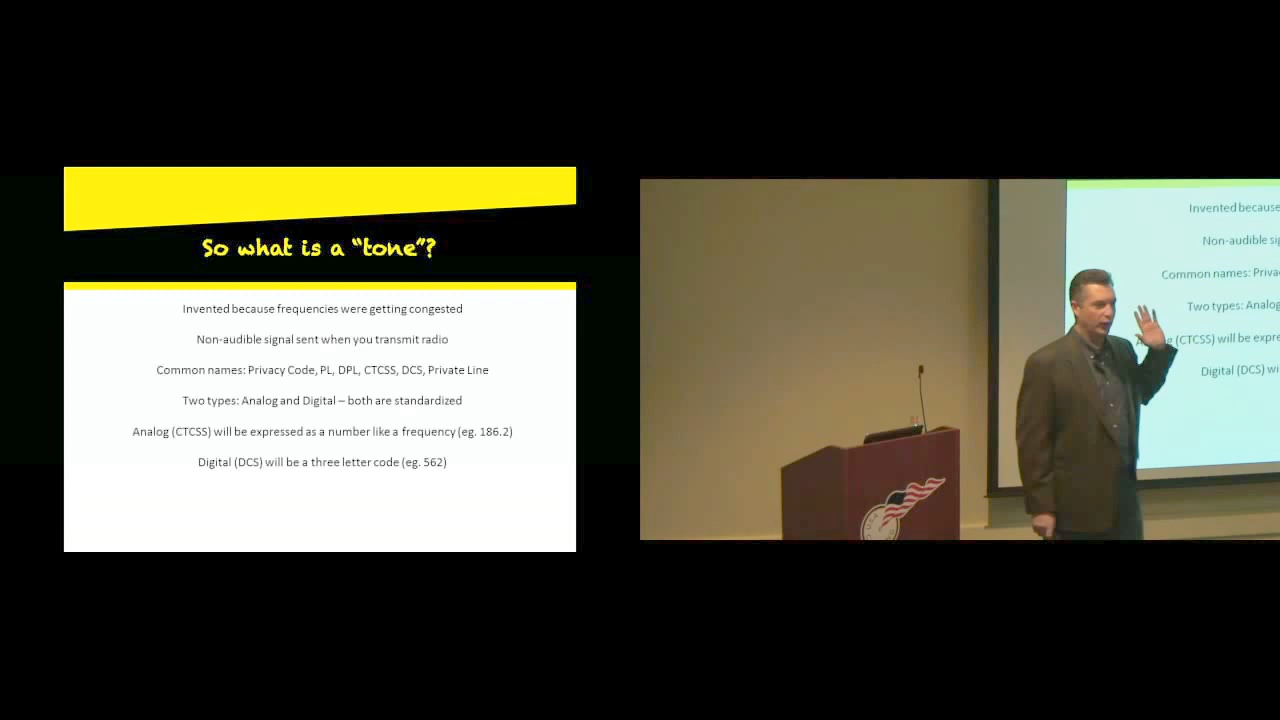 So what is a “tone”?
Invented because frequencies were getting congested
Non-audible signal sent when you transmit radio
Common names: Privacy Code, PL, DPL, CTCSS, DCS, Private Line
Two types: Analog and Digital – both are standardized
Analog (CTCSS) will be expressed as a number like a frequency (eg. 186.2)
Digital (DCS) will be a three letter code (eg. 562)
Invented because
Non-audible sig
Common names: Priva
Two types: Analog
(CTCSS) will be expre
Digital (DCS) wi
USA